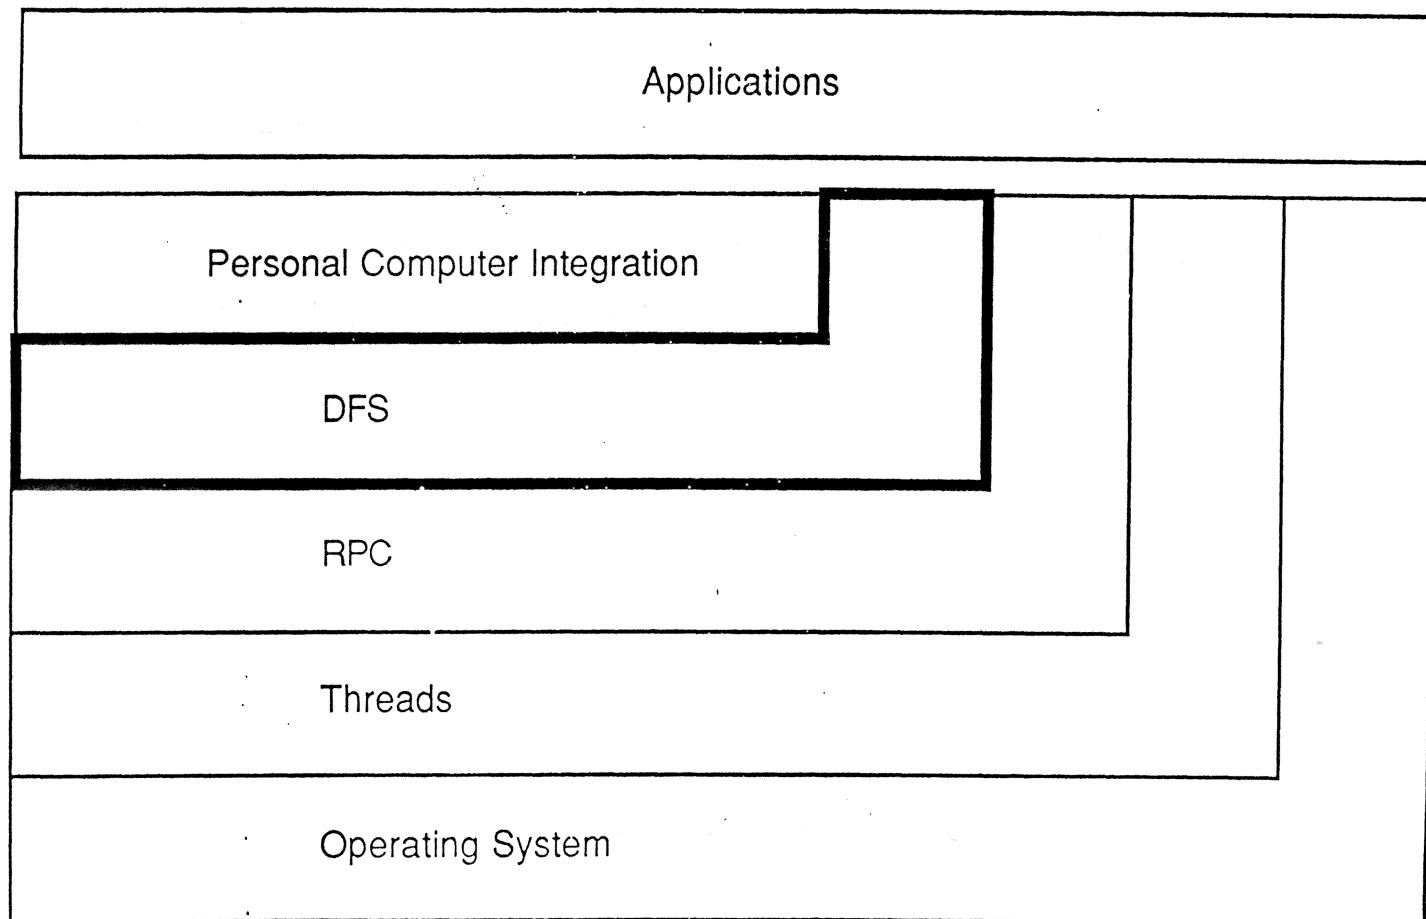 Applications
Personal Computer Integration
DFS
RPC
Threads
Operating System